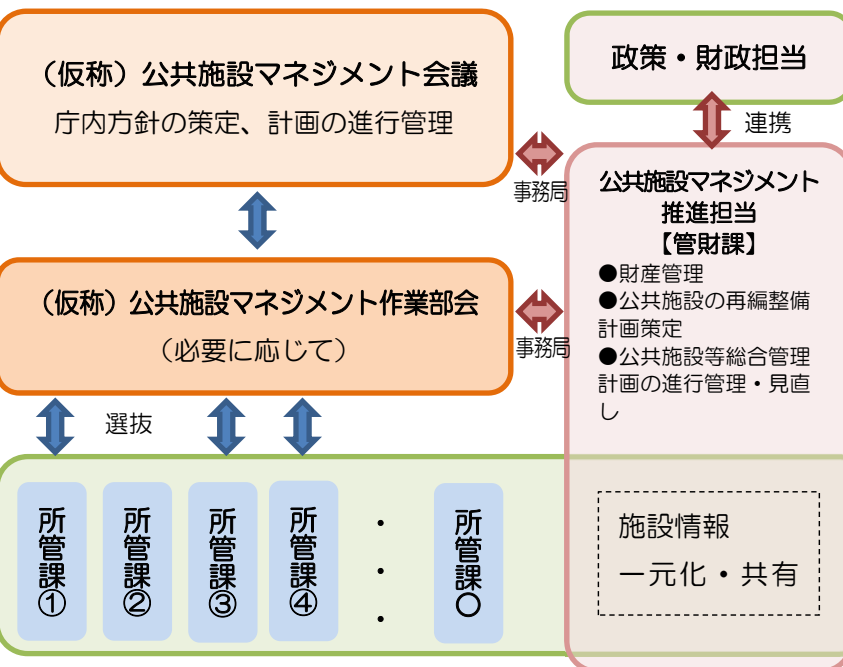 （仮称）公共施設マネジメント会議
庁内方針の策定、計画の進行管理
政策・財政担当
連携
事務局
公共施設マネジメント
推進担当
【管財課】
●財産管理
●公共施設の再編整備
計画策定
●公共施設等総合管理
計画の進行管理・見直
し
（仮称）公共施設マネジメント作業部会
（必要に応じて）
事務局
選抜
所管課①
所管課②
所管課③
所管課④
・
・
・
所管課〇
施設情報
一元化・共有